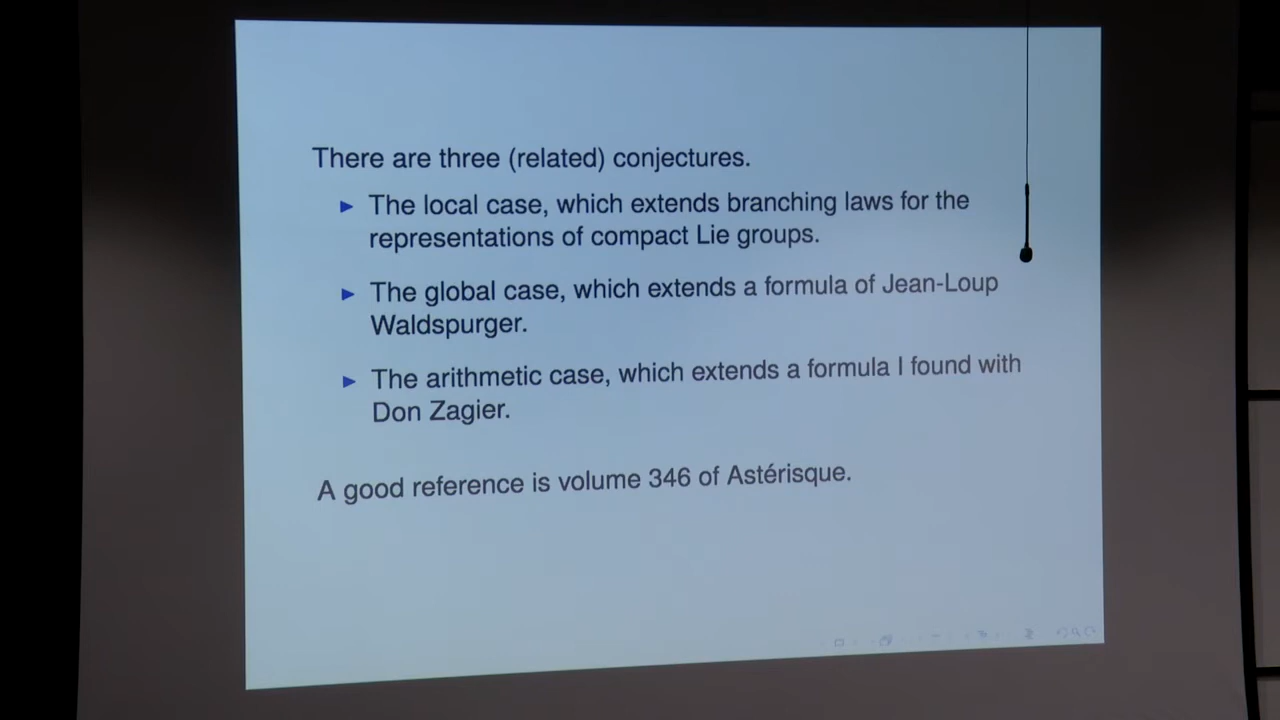 There are three (related) conjectures.
▶ The local case, which extends branching laws for the
representations of compact Lie groups.
▶ The global case, which extends a formula of Jean-Loup
Waldspurger.
▶ The arithmetic case, which extends a formula I found with
Don Zagier.
A good reference is volume 346 of Astérisque.